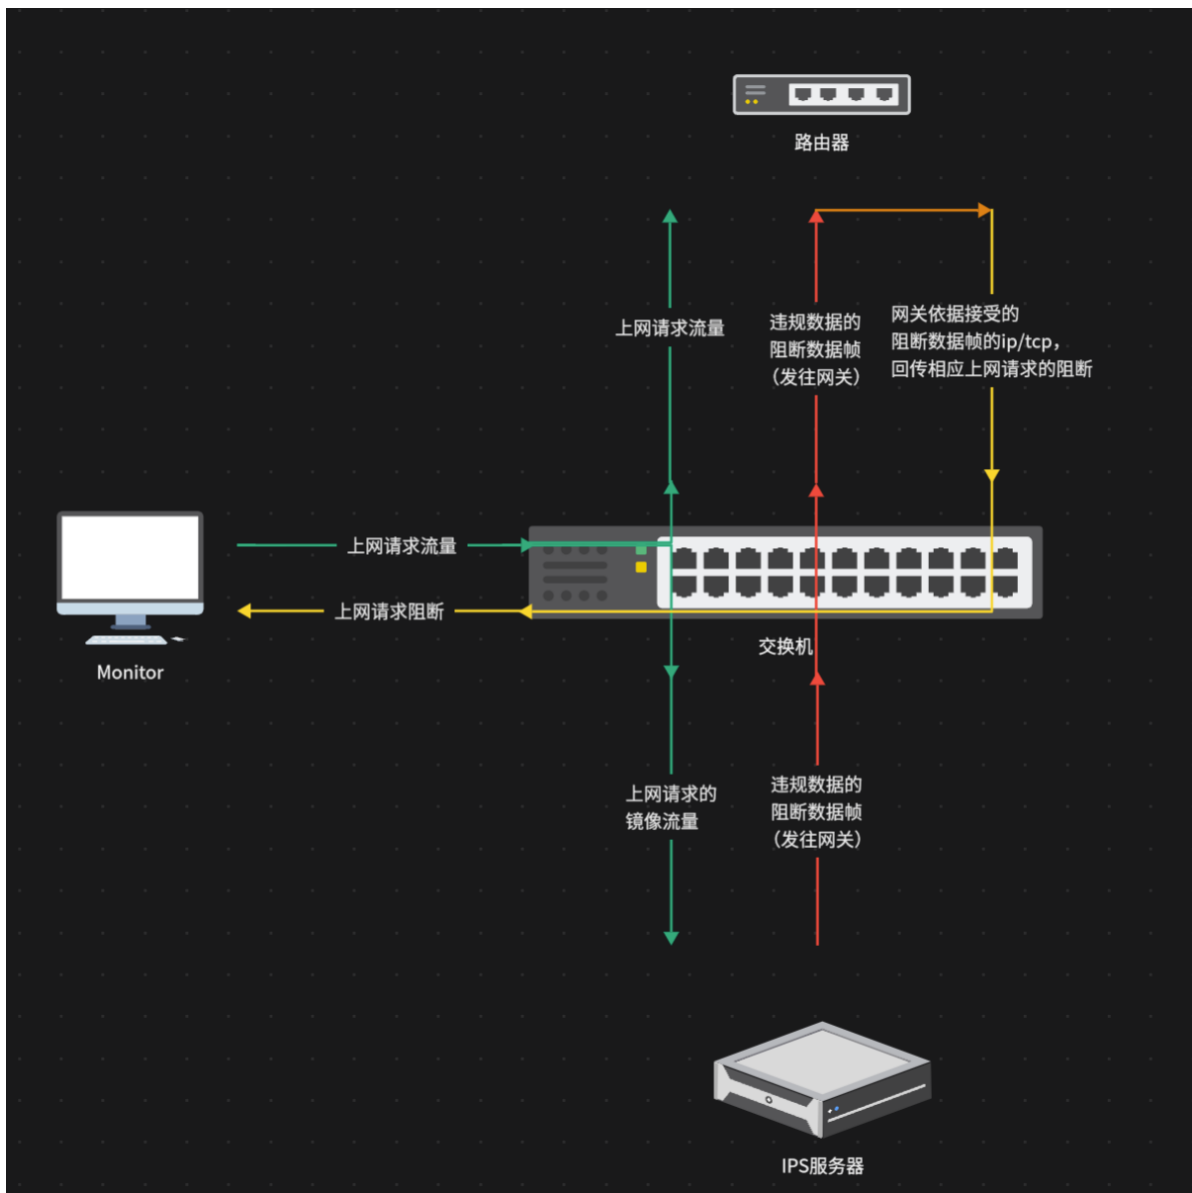 路由器
上网请求流量
违规数据的
阻断数据帧
（发往网关）
网关依据接受的
阻断数据帧的ip/tcp，
回传相应上网请求的阻断
上网请求流量
上网请求阻断
Monitor
交换机
上网请求的
镜像流量
违规数据的
阻断数据帧
（发往网关）
IPS服务器